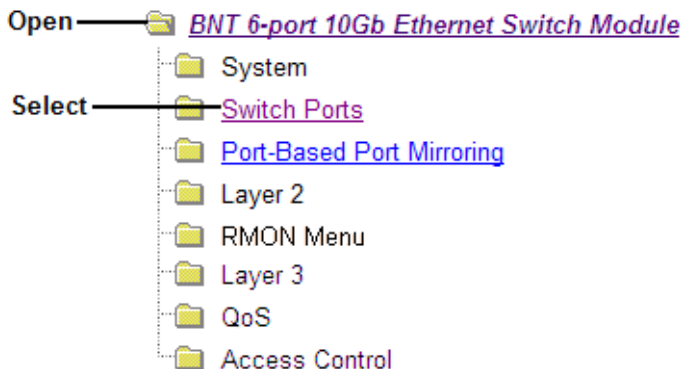 Open BNT 6-port 10Gb Ethernet Switch Module
System
Select Switch Ports
Port-Based Port Mirroring
Layer 2
RMON Menu
Layer 3
QoS
Access Control